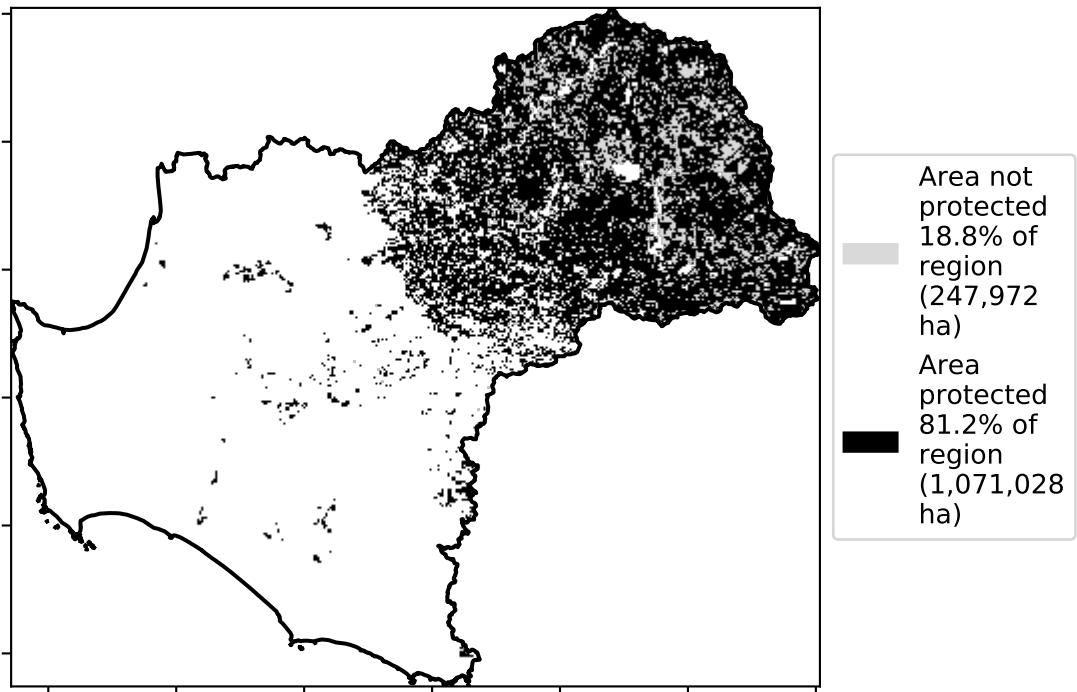 Area not
protected
18.8% of
region
(247,972
ha)
Area
protected
81.2% of
region
(1,071,028
ha)